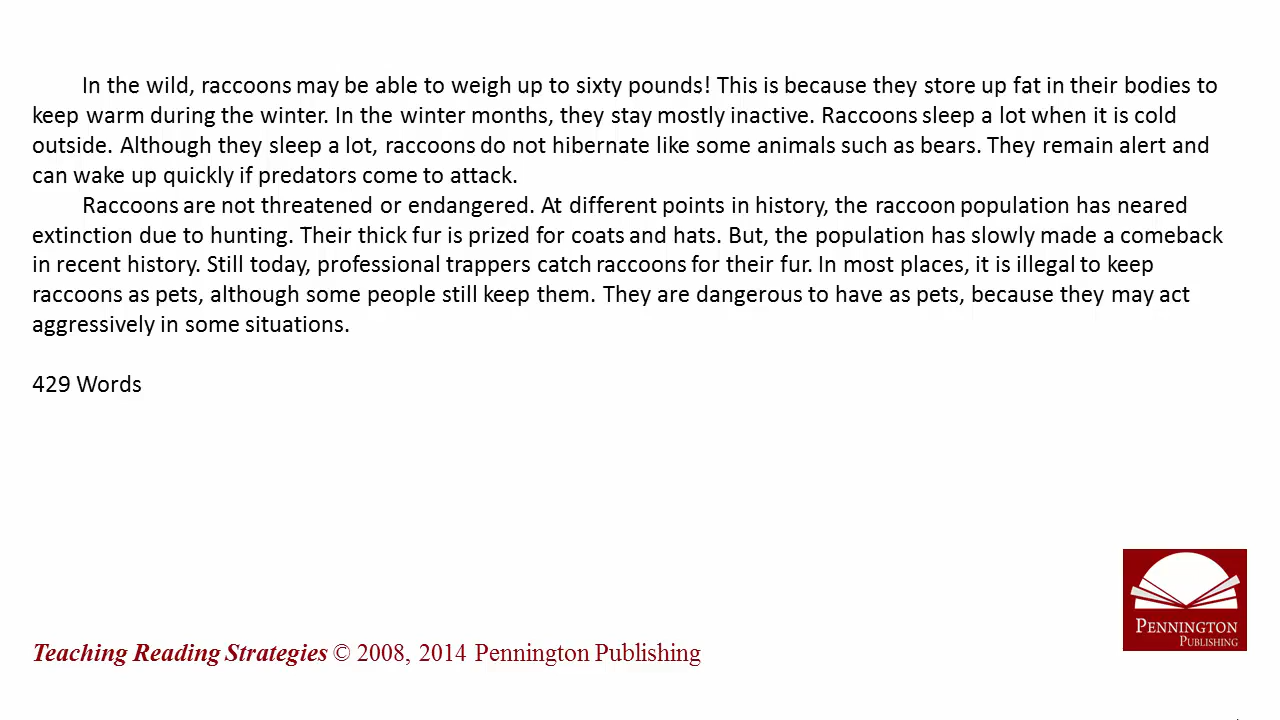 In the wild, raccoons may be able to weigh up to sixty pounds! This is because they store up fat in their bodies to
keep warm during the winter. In the winter months, they stay mostly inactive. Raccoons sleep a lot when it is cold
outside. Although they sleep a lot, raccoons do not hibernate like some animals such as bears. They remain alert and
can wake up quickly if predators come to attack.
Raccoons are not threatened or endangered. At different points in history, the raccoon population has neared
extinction due to hunting. Their thick fur is prized for coats and hats. But, the population has slowly made a comeback
in recent history. Still today, professional trappers catch raccoons for their fur. In most places, it is illegal to keep
raccoons as pets, although some people still keep them. They are dangerous to have as pets, because they may act
aggressively in some situations.
429 Words
PENNINGTON
PUBLISHING
Teaching Reading Strategies © 2008, 2014 Pennington Publishing